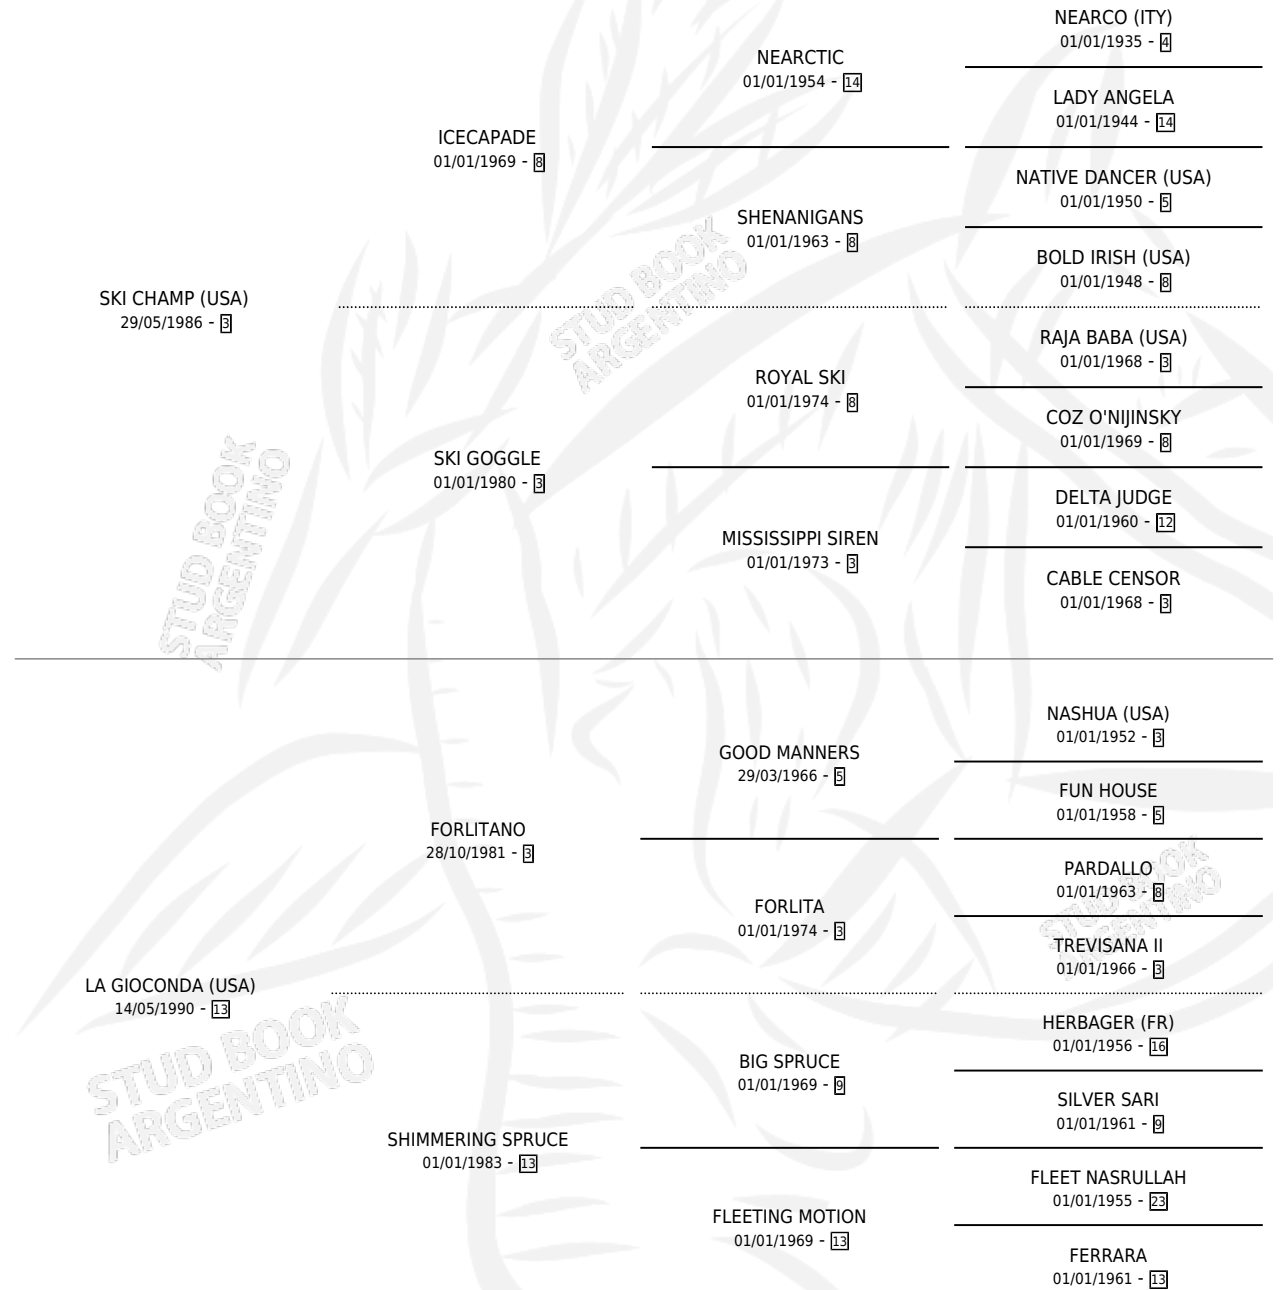 NEARCO (ITY)
01/01/1935 - 4
NEARCTIC
01/01/1954 - 14
LADY ANGELA
01/01/1944 - 14
ICECAPADE
01/01/1969 - 8
NATIVE DANCER (USA)
01/01/1950 - 5
SHENANIGANS
01/01/1963 - 8
BOLD IRISH (USA)
01/01/1948 - 8
SKI CHAMP (USA)
29/05/1986 - 3
RAJA BABA (USA)
01/01/1968 - 3
ROYAL SKI
01/01/1974 - 8
COZ O'NIJINSKY
01/01/1969 - 8
SKI GOGGLE
01/01/1980 - 3
DELTA JUDGE
01/01/1960 - 12
MISSISSIPPI SIREN
01/01/1973 - 3
CABLE CENSOR
01/01/1968 - 3
NASHUA (USA)
01/01/1952 - 3
GOOD MANNERS
29/03/1966 - 5
FUN HOUSE
01/01/1958 - 5
FORLITANO
28/10/1981 - 3
PARDALLO
01/01/1963 - 8
FORLITA
01/01/1974 - 3
TREVISANA II
01/01/1966 - 3
LA GIOCONDA (USA)
14/05/1990 - 13
HERBAGER (FR)
01/01/1956 - 16
BIG SPRUCE
01/01/1969 - 9
SILVER SARI
01/01/1961 - 9
SHIMMERING SPRUCE
01/01/1983 - 13
FLEET NASRULLAH
01/01/1955 - 23
FLEETING MOTION
01/01/1969 - 13
FERRARA
01/01/1961 - 13
STUD BOOK
ARGENTINO
STUD BOOK
ARGENTINO
STUD BOOK
ARGENTINO
STUD BOOK
ARGENTINO